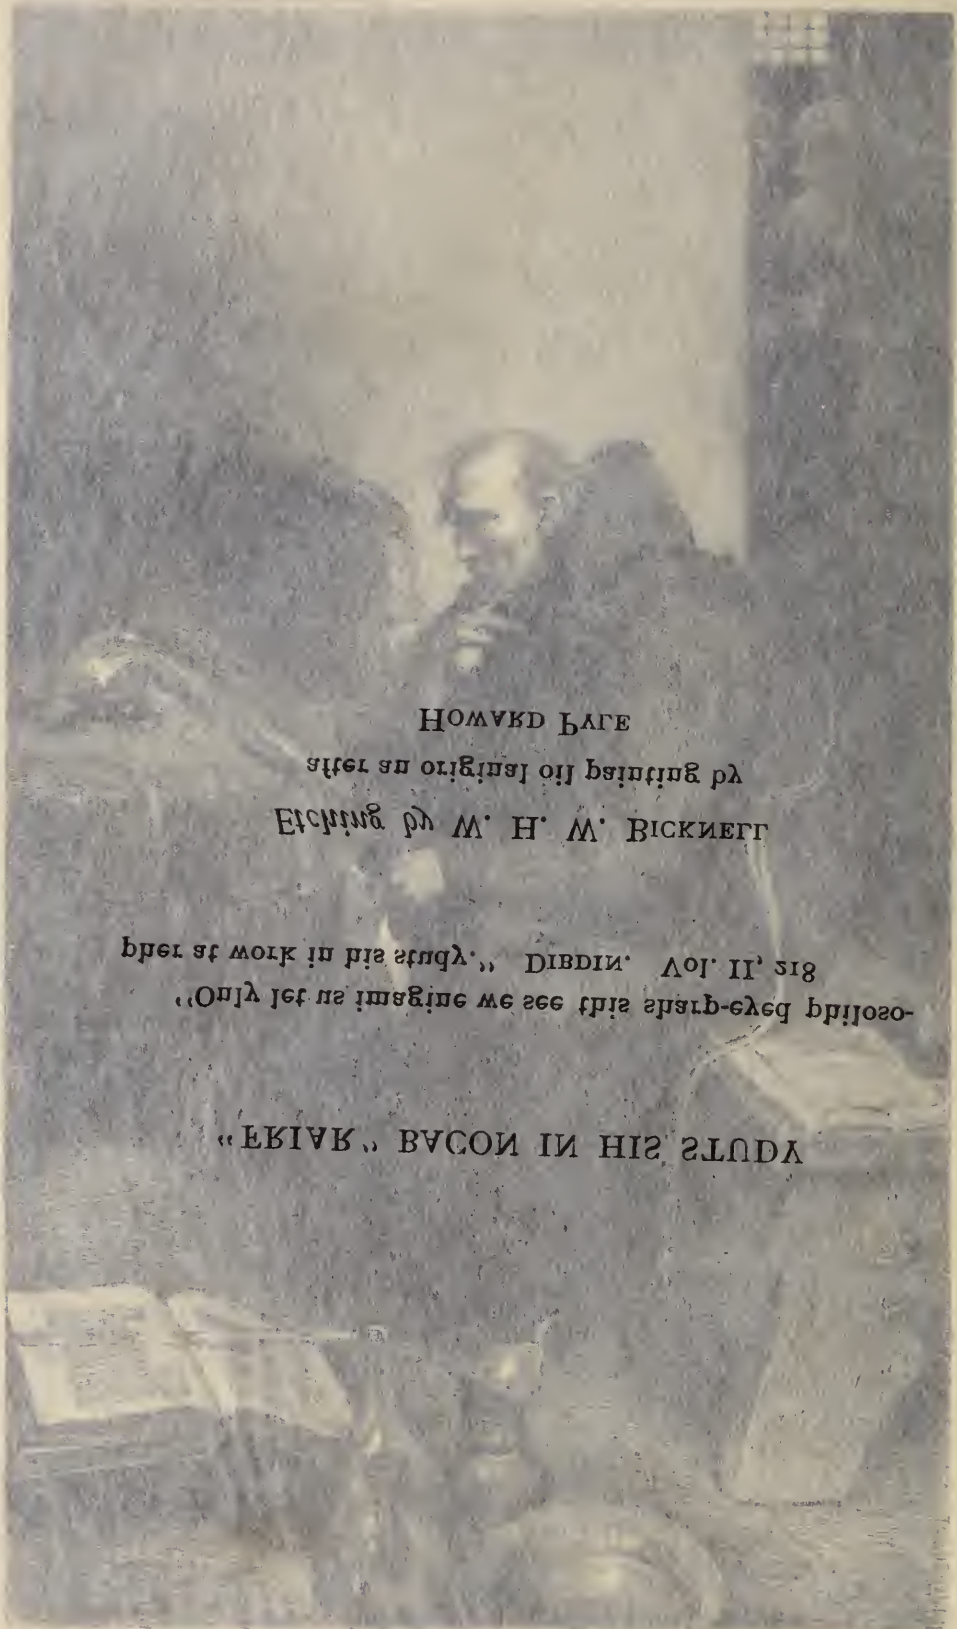 “FRIAR” BACON IN HIS STUDY
“Only let us imagine we see this sharp-eyed philoso-
pher at work in his study.” DIBDIN. Vol. II, 218
Etching by W. H. W. BICKNELL
after an original oil painting by
HOWARD PYLE